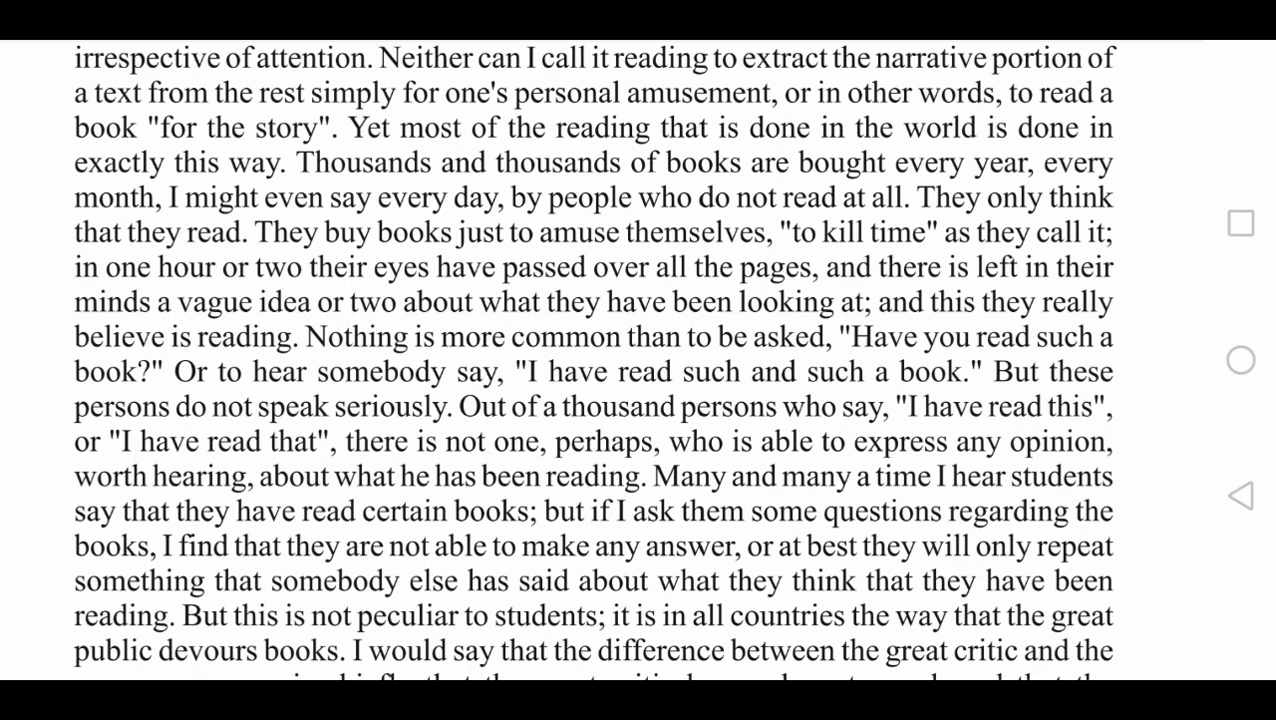 irrespective of attention. Neither can I call it reading to extract the narrative portion of
a text from the rest simply for one's personal amusement, or in other words, to read a
book "for the story". Yet most of the reading that is done in the world is done in
exactly this way. Thousands and thousands of books are bought every year, every
month, I might even say every day, by people who do not read at all. They only think
that they read. They buy books just to amuse themselves, "to kill time" as they call it;
in one hour or two their eyes have passed over all the pages, and there is left in their
minds a vague idea or two about what they have been looking at; and this they really
believe is reading. Nothing is more common than to be asked, "Have you read such a
book?" Or to hear somebody say, "I have read such and such a book." But these
persons do not speak seriously. Out of a thousand persons who say, "I have read this",
or "I have read that", there is not one, perhaps, who is able to express any opinion,
worth hearing, about what he has been reading. Many and many a time I hear students
say that they have read certain books; but if I ask them some questions regarding the
books, I find that they are not able to make any answer, or at best they will only repeat
something that somebody else has said about what they think that they have been
reading. But this is not peculiar to students; it is in all countries the way that the great
public devours books. I would say that the difference between the great critic and the